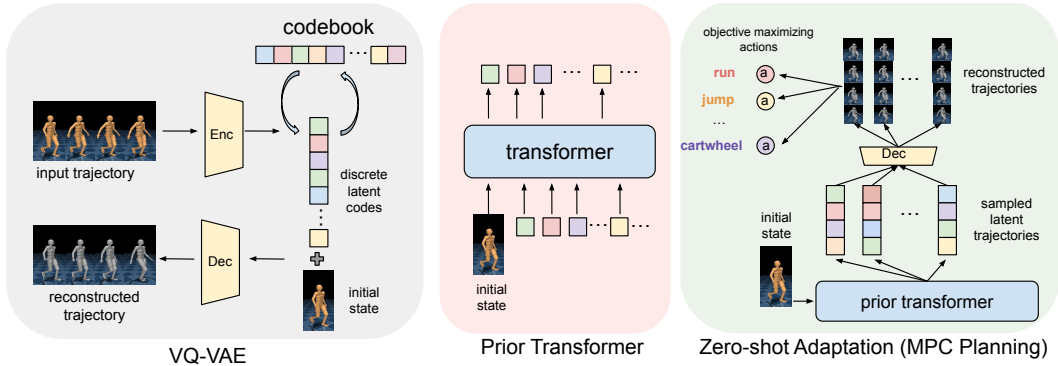 codebook
Enc
input trajectory
discrete
latent
codes
Dec
reconstructed
trajectory
initial
state
VQ-VAE
transformer
initial
state
Prior Transformer
objective maximizing
actions
run a
jump a
...
cartwheel a
reconstructed
trajectories
Dec
sampled
latent
trajectories
initial
state
prior transformer
Zero-shot Adaptation (MPC Planning)